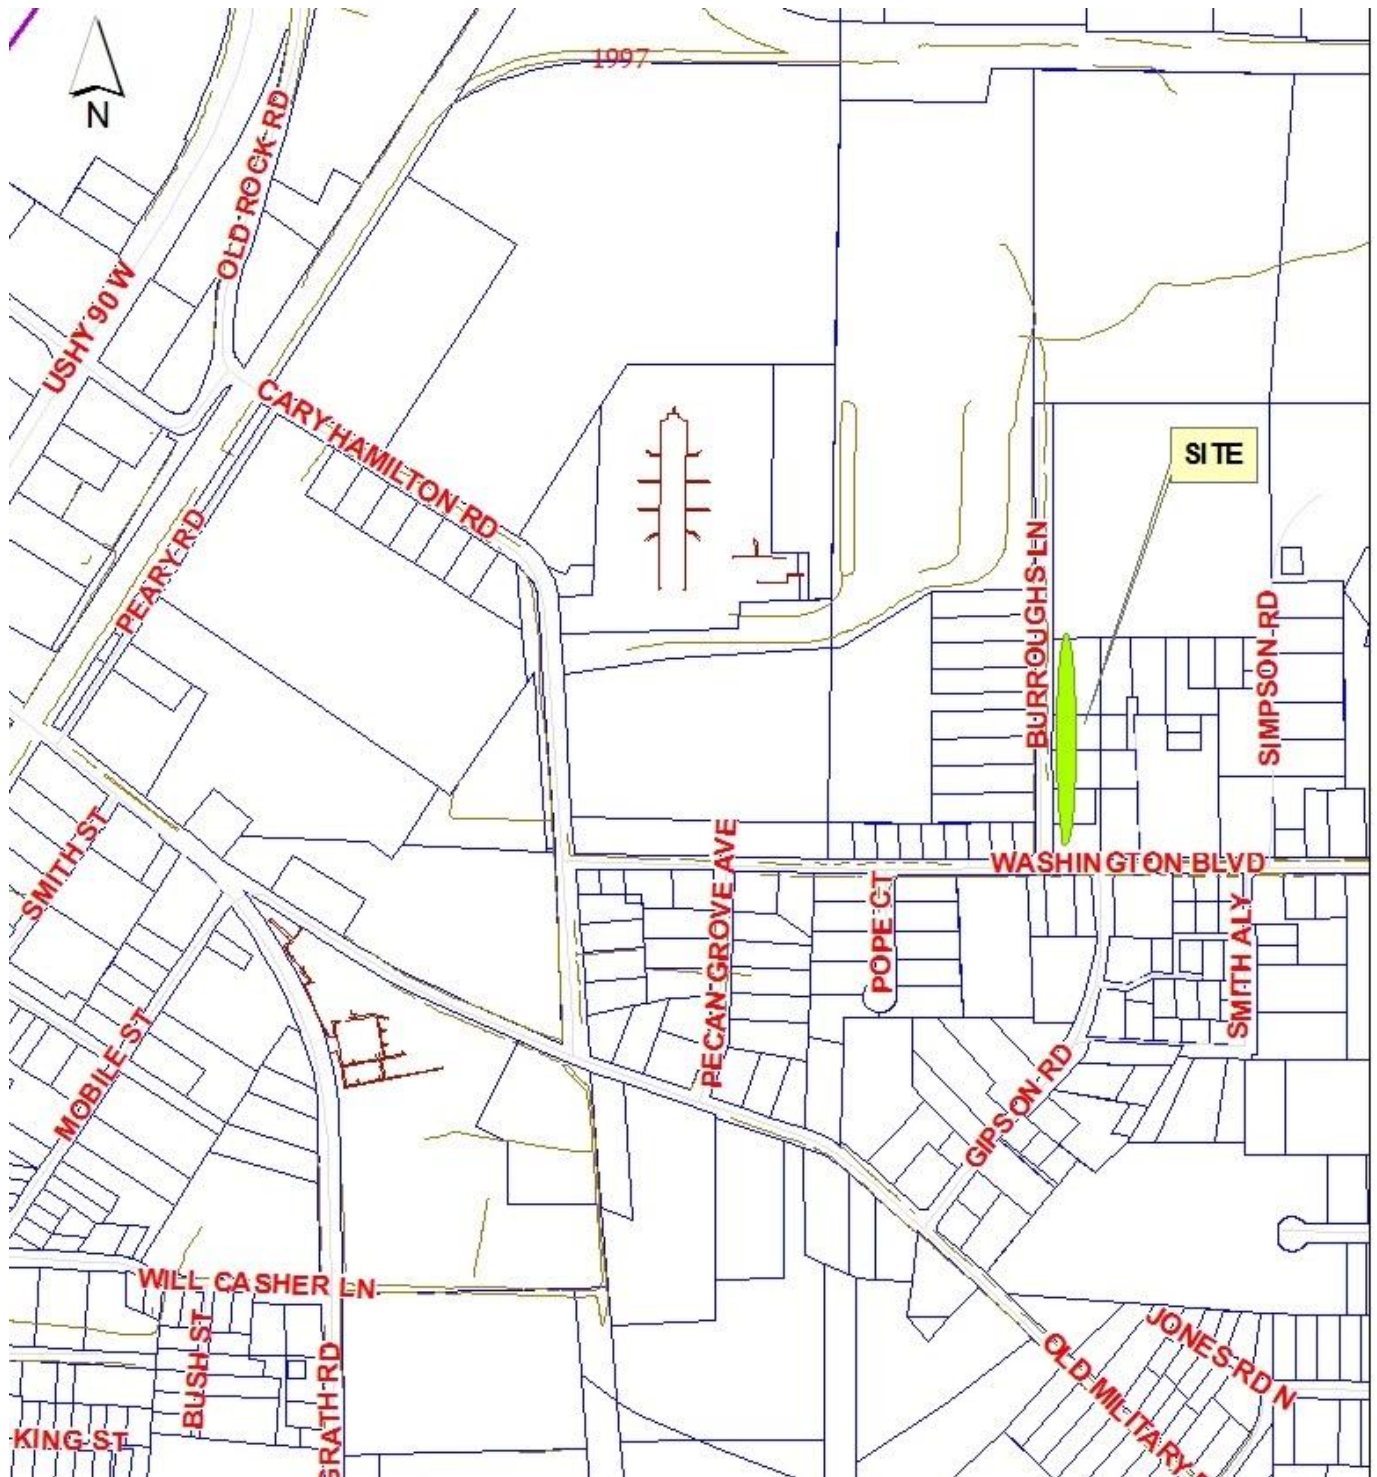 1997
N
OLD ROCK RD
USHY 90 W
CARY HAMILTON RD
SITE
PEARY RD
BURROUGHS LN
SIMPSON RD
SMITH ST
PECAN GROVE AVE
WASHINGTON BLVD
POPE CT
SMITH ALY
MOBILE ST
GIPSON RD
WILL CASHER LN
BUSH ST
JONES RD N
OLD MILITARY
GRATH RD
KING ST